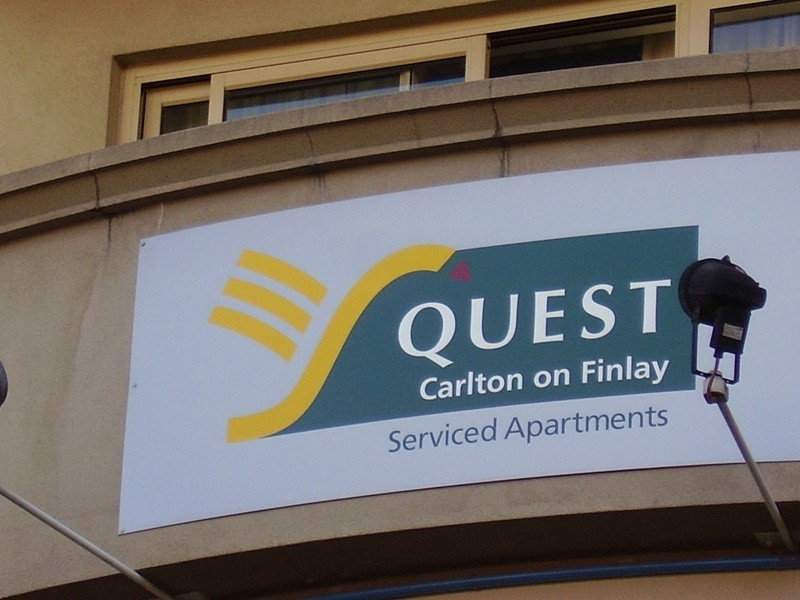 QUEST
Carlton on Finlay
Serviced Apartments